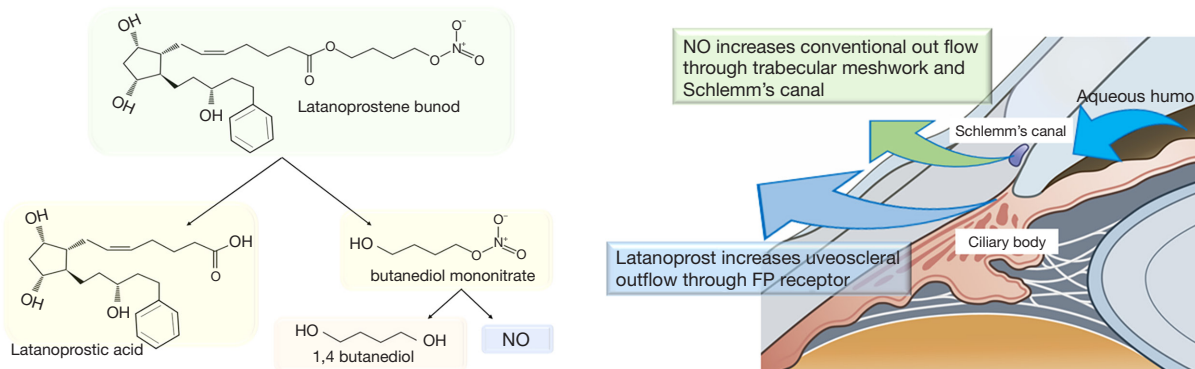 OH
OH
OH
O
O
O
N+
O-
O
Latanoprostene bunod
OH
OH
OH
OH
O
Latanoprostic acid
HO
O
N+
O-
O
butanediol mononitrate
HO
OH
1,4 butanediol
NO
NO increases conventional out flow
through trabecular meshwork and
Schlemm's canal
Aqueous humo
Schlemm's canal
Ciliary body
Latanoprost increases uveoscleral
outflow through FP receptor